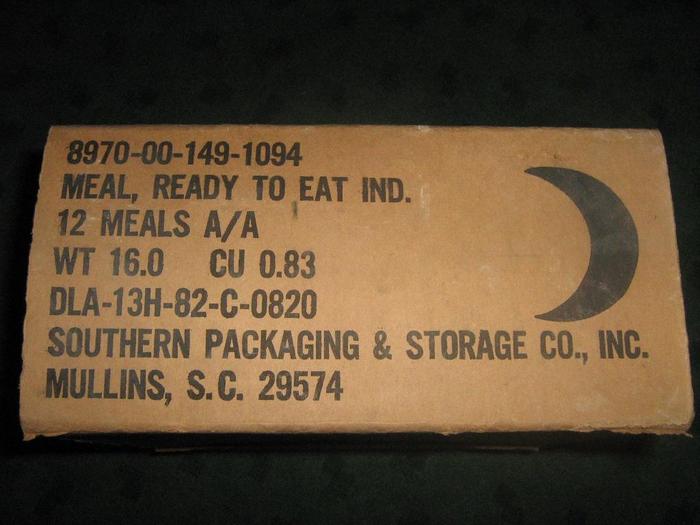 8970-00-149-1094
MEAL, READY TO EAT IND.
12 MEALS A/A
WT 16.0 CU 0.83
DLA-13H-82-C-0820
SOUTHERN PACKAGING & STORAGE CO., INC.
MULLINS, S.C. 29574